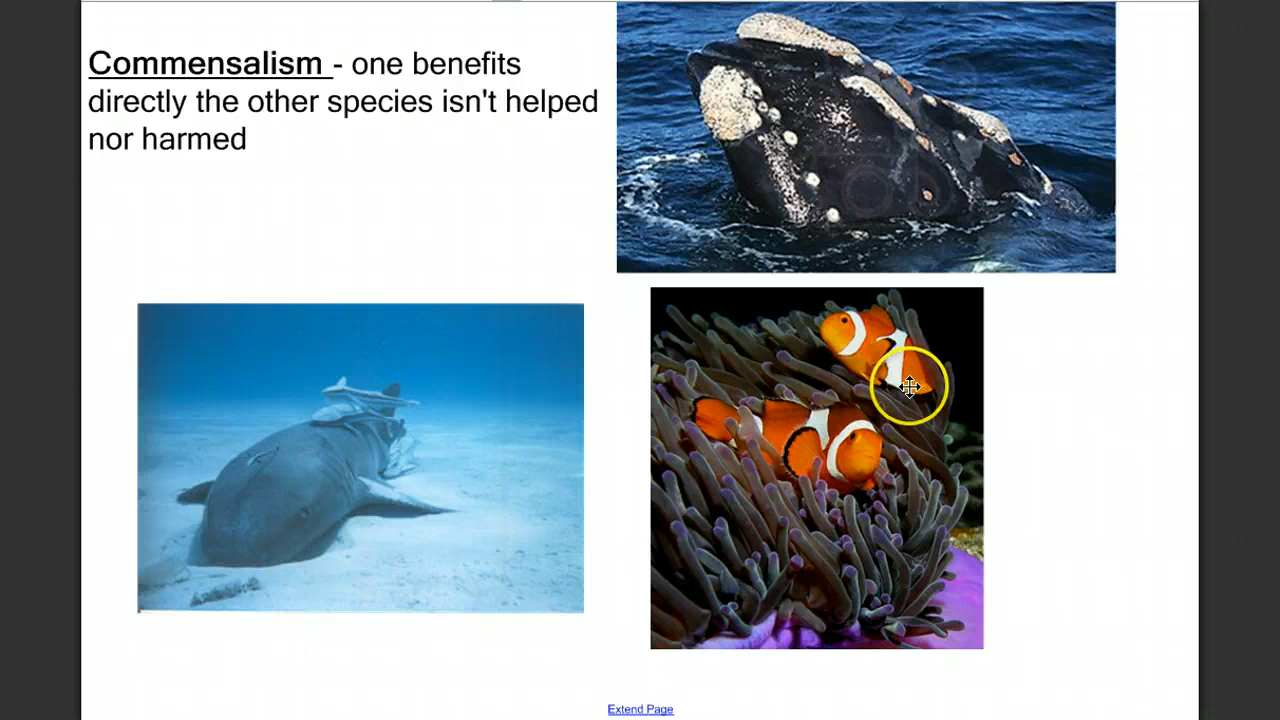 Commensalism - one benefits
directly the other species isn't helped
nor harmed
Extend Page